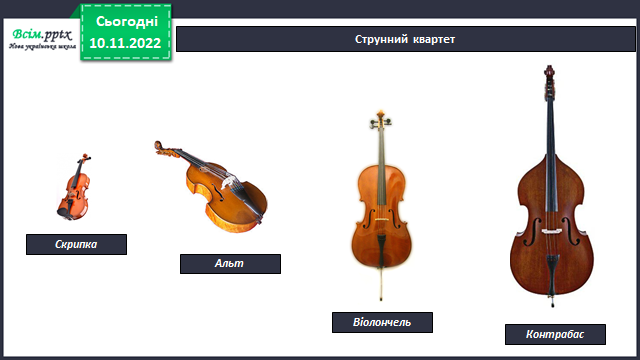 Всім.pptx
Нова українська школа
Сьогодні
10.11.2022
Струнний квартет
Скрипка
Альт
Віолончель
Контрабас